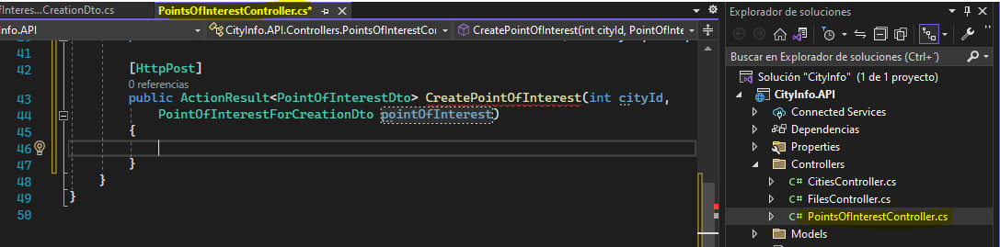 fInteres...CreationDto.cs
PointsOfInterestController.cs*
Info.API
CityInfo.API.Controllers.PointsOfInterestCo
CreatePointOfInterest(int cityId, PointOfInte
41
42 [HttpPost]
0 referencias
43 public ActionResult<PointOfInterestDto> CreatePointOfInterest(int cityId,
44 PointOfInterestForCreationDto pointOfInterest)
45 {
46
47 }
48 }
49 }
50
Explorador de soluciones
Buscar en Explorador de soluciones (Ctrl+´)
Solución "CityInfo" (1 de 1 proyecto)
CityInfo.API
Connected Services
Dependencias
Properties
Controllers
C# CitiesController.cs
C# FilesController.cs
C# PointsOfInterestController.cs
Models